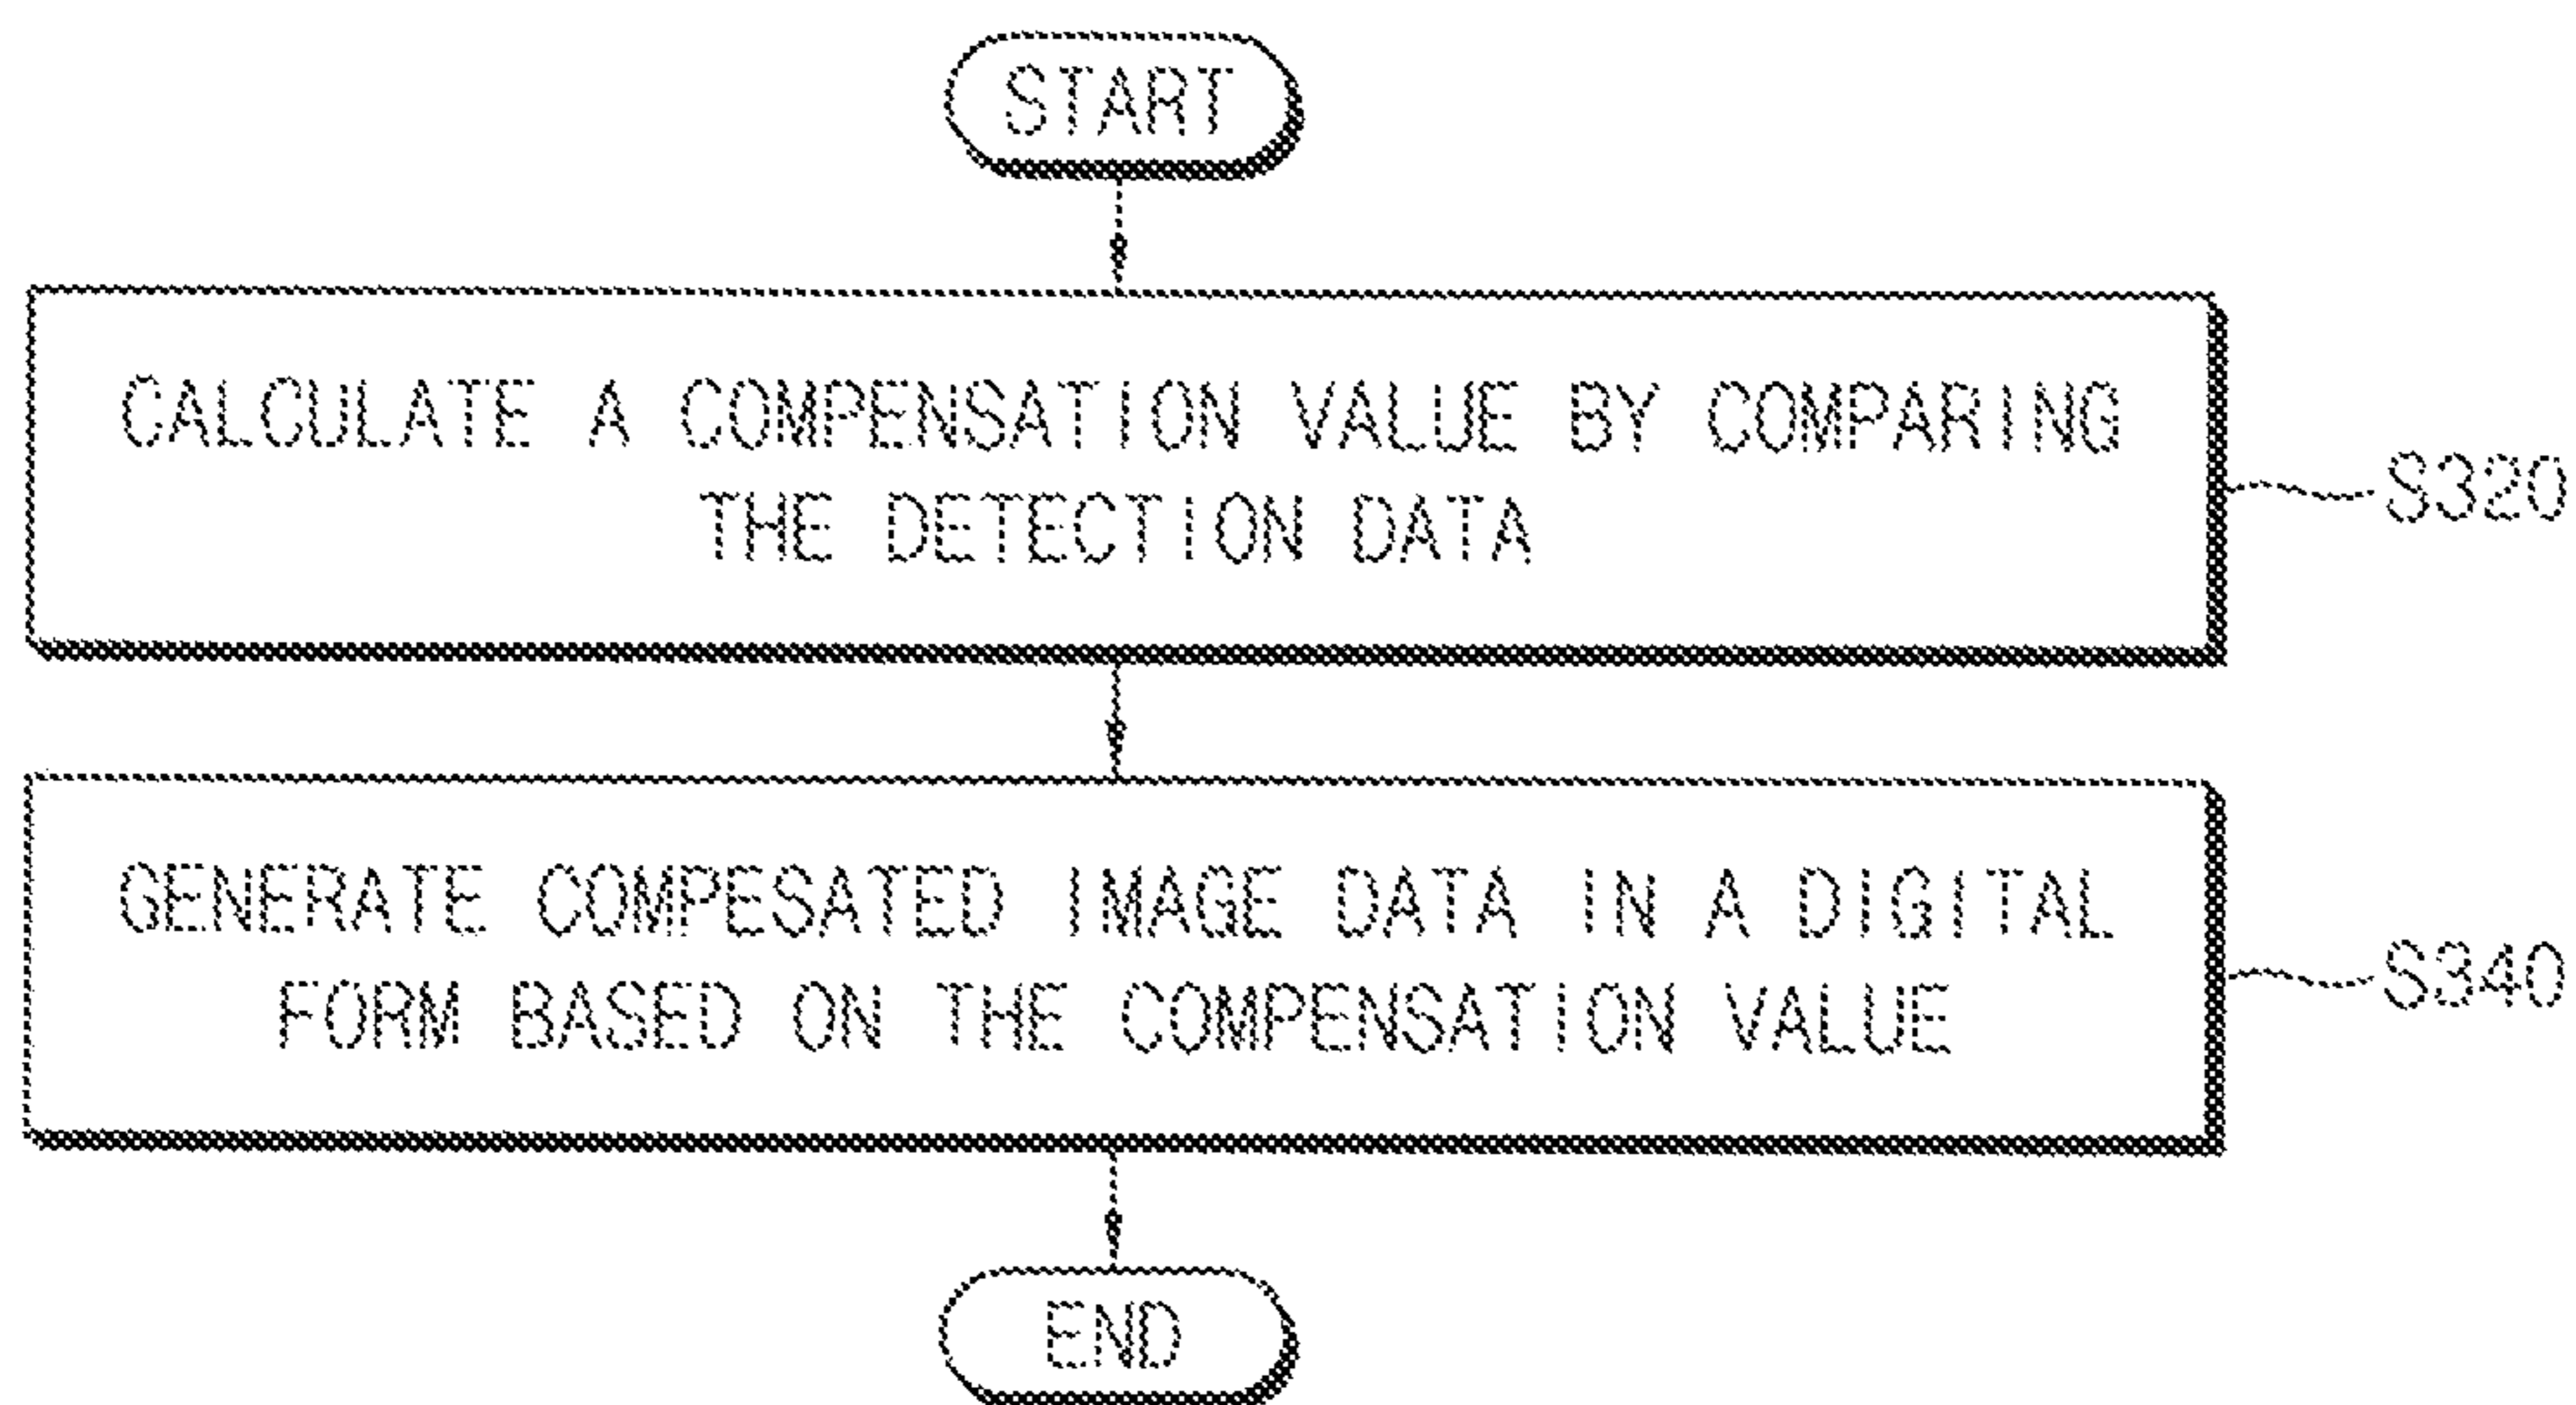 START
CALCULATE A COMPENSATION VALUE BY COMPARING
THE DETECTION DATA
S320
GENERATE COMPESATED IMAGE DATA IN A DIGITAL
FORM BASED ON THE COMPENSATION VALUE
S340
END